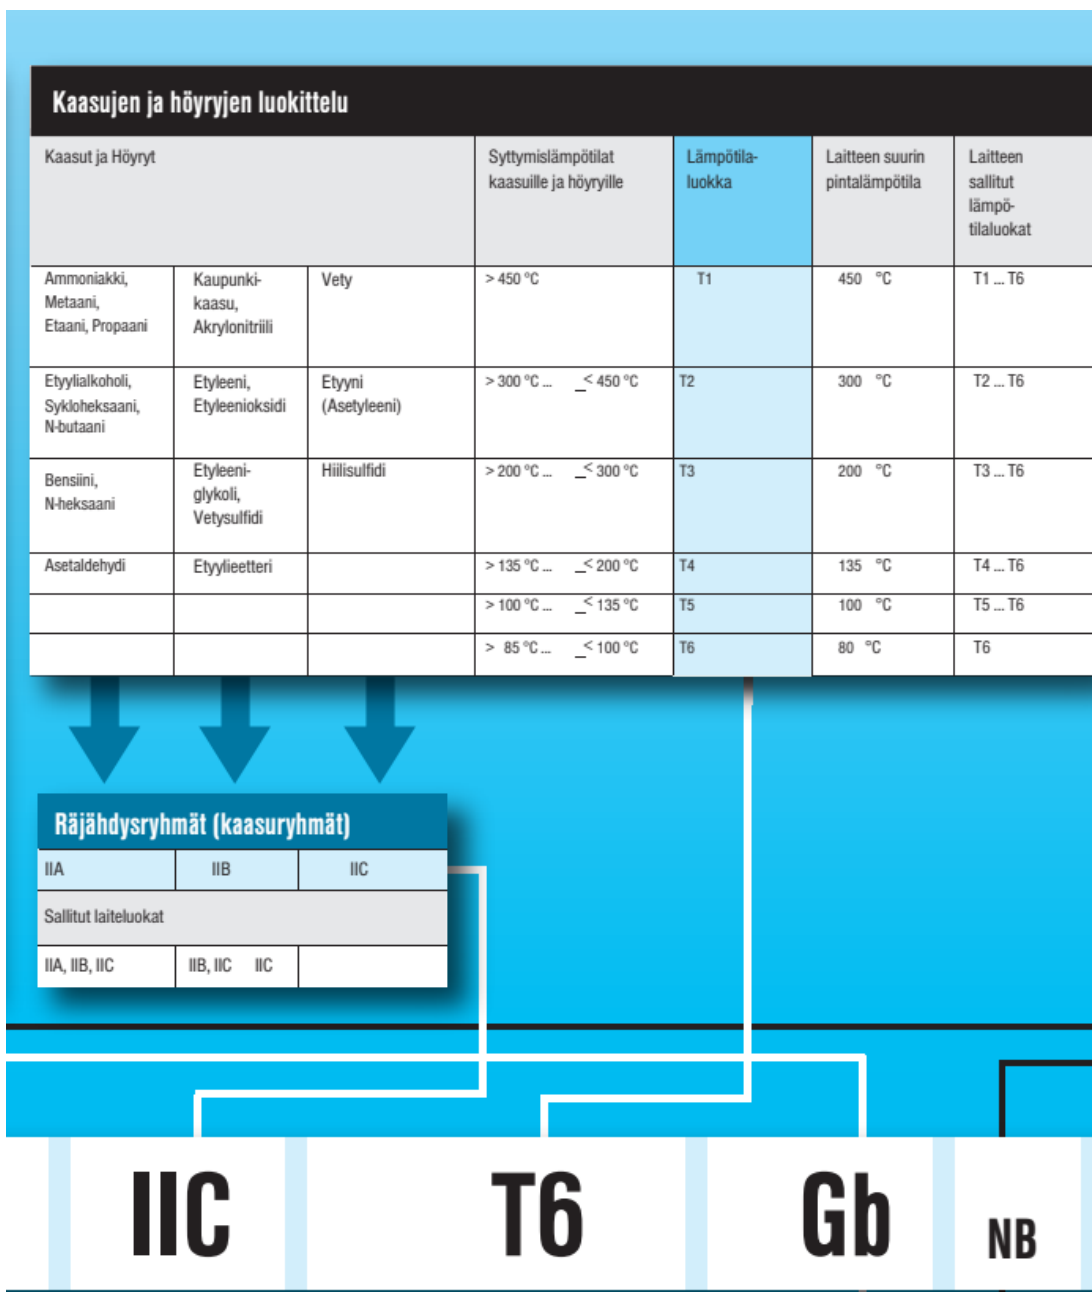 Kaasujen ja höyryjen luokittelu
Kaasut ja Höyryt
Syttymislämpötilat
kaasuille ja höyryille
Lämpötila-
luokka
Laitteen suurin
pintalämpötila
Laitteen
sallitut
lämpö-
tilaluokat
Ammoniakki,
Metaani,
Etaani, Propaani
Kaupunki-
kaasu,
Akrylonitriili
Vety
> 450 °C
T1
450 °C
T1 ... T6
Etyylialkoholi,
Sykloheksaani,
N-butaani
Etyleeni,
Etyleenioksidi
Etyyni
(Asetyleeni)
> 300 °C ... _< 450 °C
T2
300 °C
T2 ... T6
Bensiini,
N-heksaani
Etyleeni-
glykoli,
Vetysulfidi
Hiilisulfidi
> 200 °C ... _< 300 °C
T3
200 °C
T3 ... T6
Asetaldehydi
Etyylieetteri
> 135 °C ... _< 200 °C
T4
135 °C
T4 ... T6
> 100 °C ... _< 135 °C
T5
100 °C
T5 ... T6
> 85 °C ... _< 100 °C
T6
80 °C
T6
Räjähdysryhmät (kaasuryhmät)
IIA IIB IIC
Sallitut laiteluokat
IIA, IIB, IIC IIB, IIC IIC
IIC T6 Gb NB